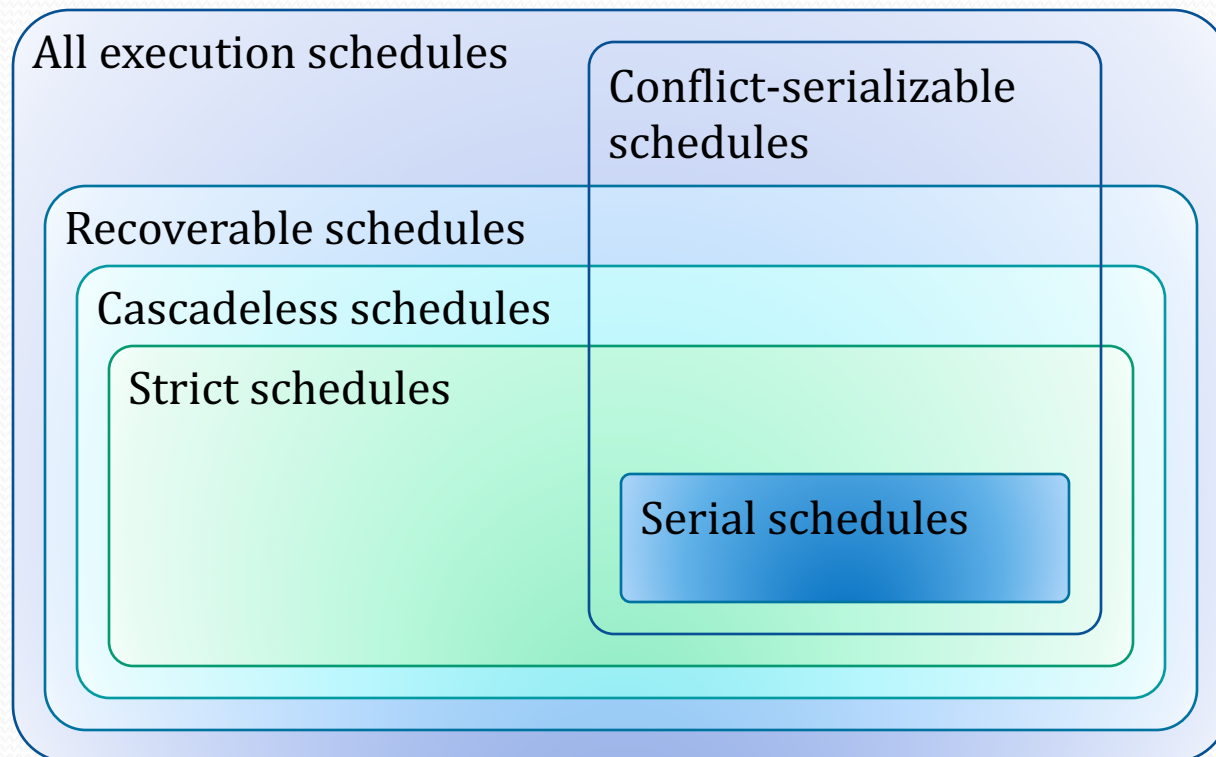 All execution schedules
Conflict-serializable
schedules
Recoverable schedules
Cascadeless schedules
Strict schedules
Serial schedules